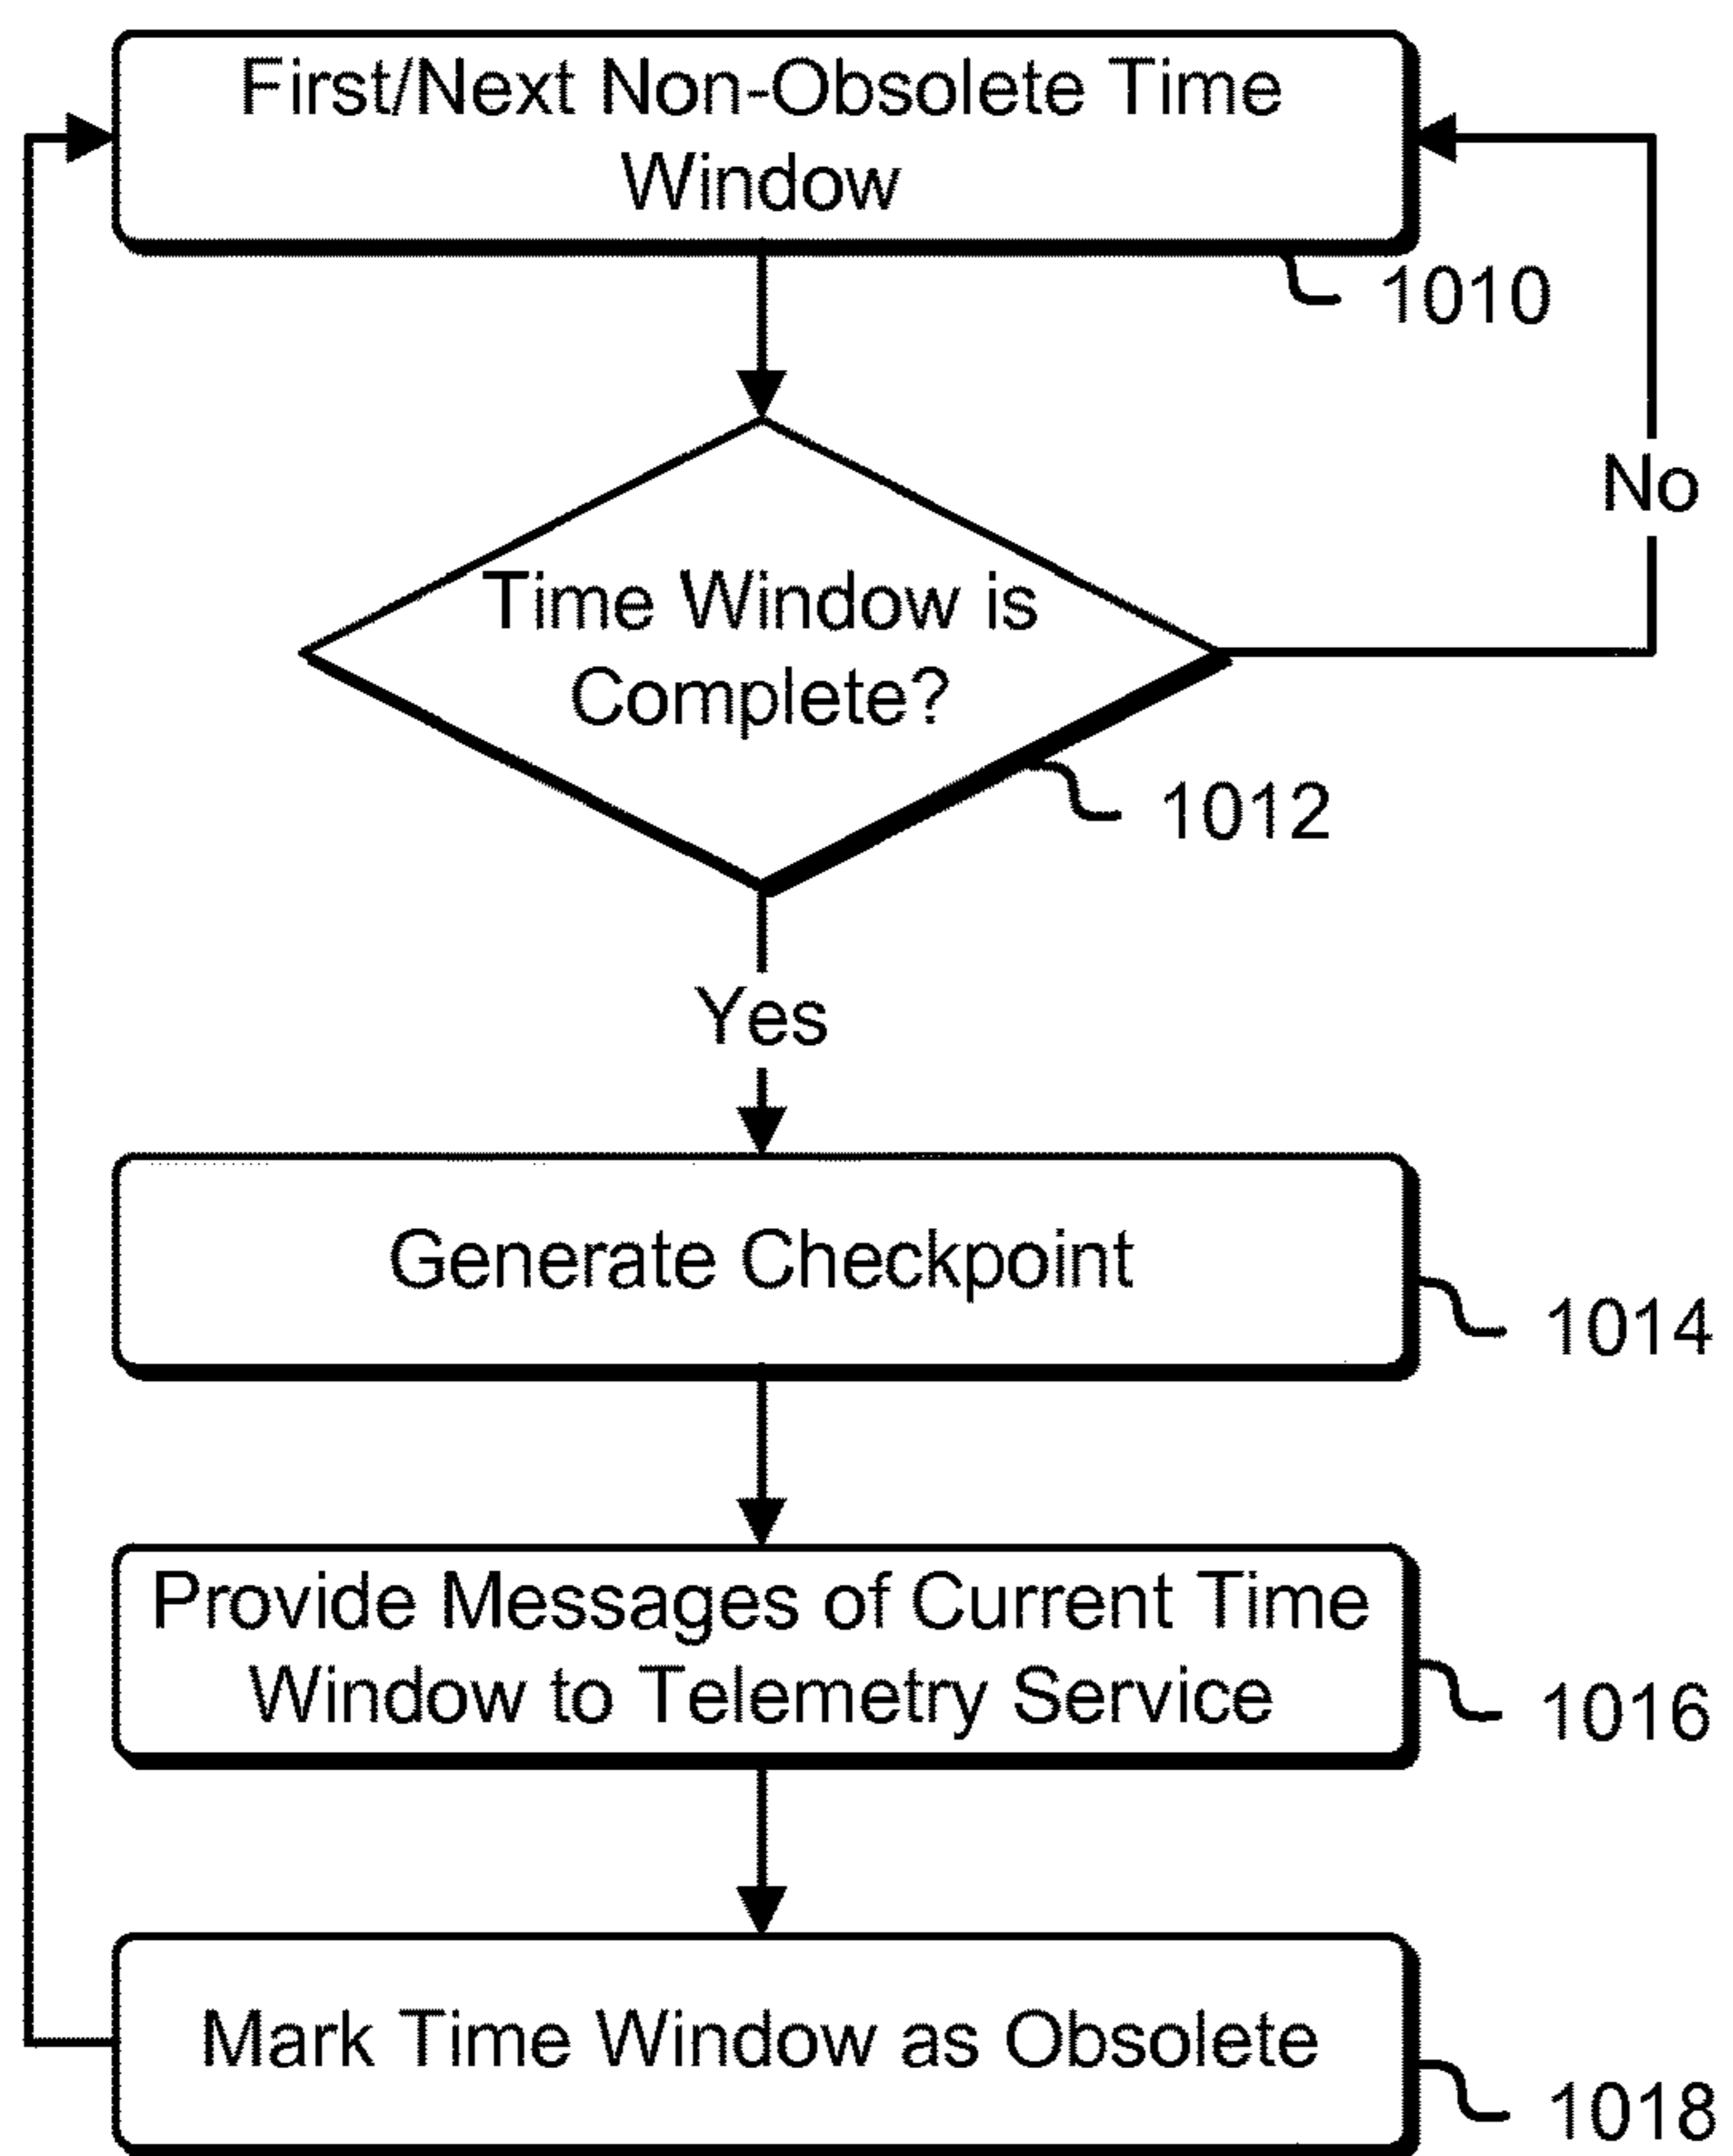 First/Next Non-Obsolete Time
Window
1010
No
Time Window is
Complete?
1012
Yes
Generate Checkpoint
1014
Provide Messages of Current Time
Window to Telemetry Service
1016
Mark Time Window as Obsolete
1018